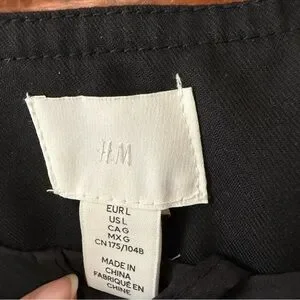 H&M
EUR L
US L
CA G
MX G
CN 175/104B
MADE IN
CHINA
FABRIQUÉ EN
CHINE